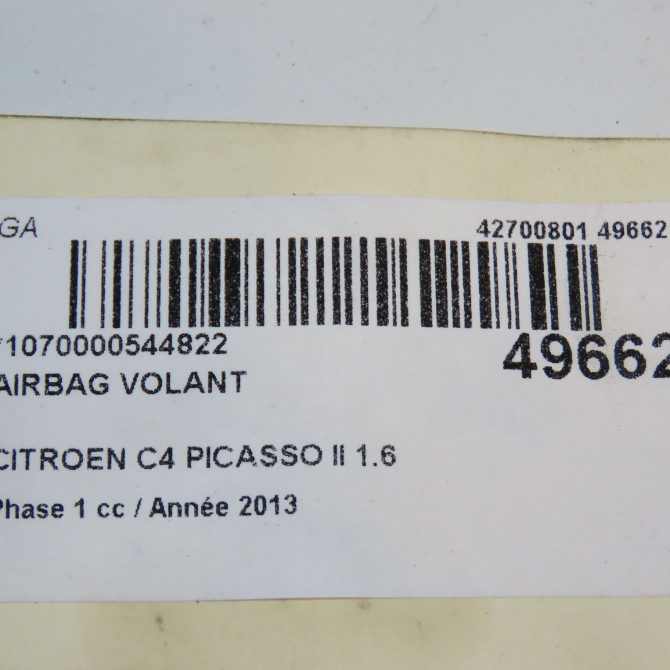 GA
42700801 49662
*1070000544822
49662
AIRBAG VOLANT
CITROEN C4 PICASSO II 1.6
Phase 1 cc / Année 2013